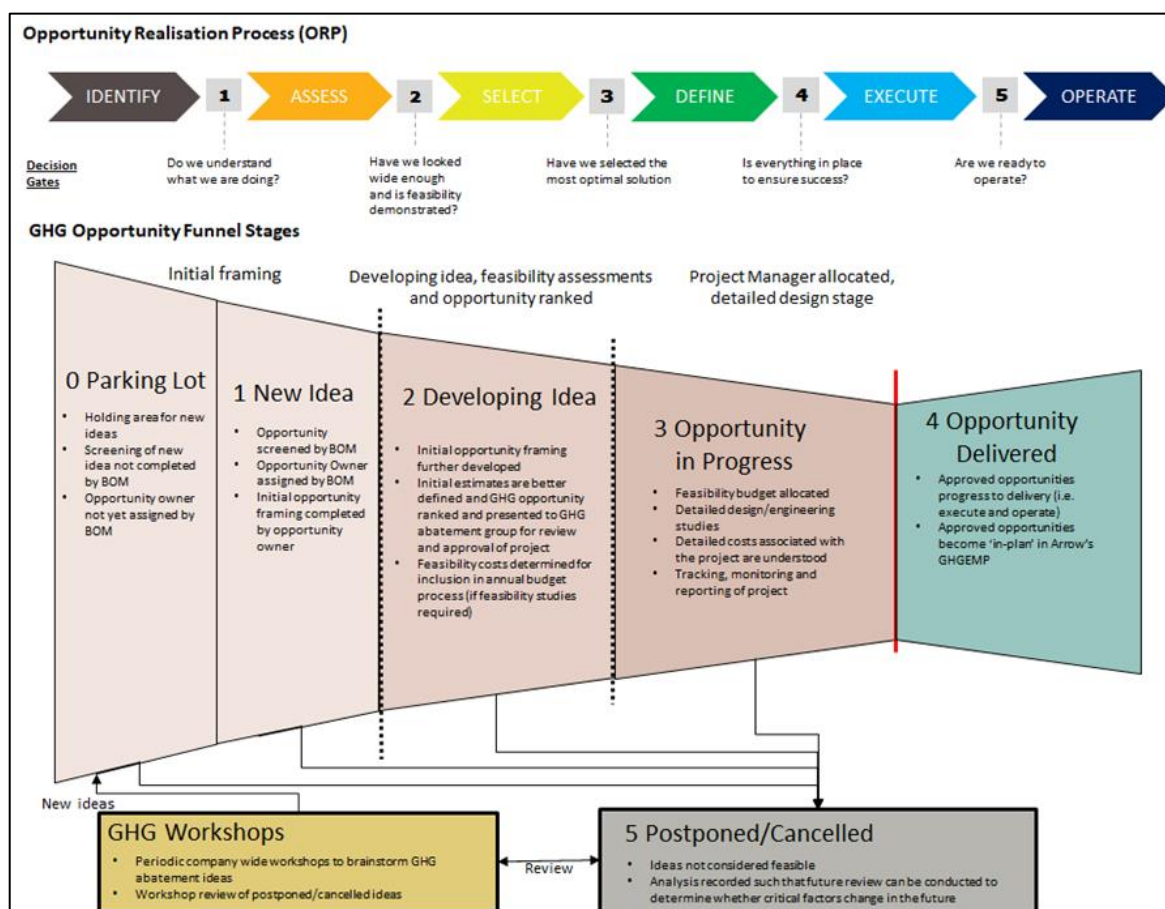 Opportunity Realisation Process (ORP)
IDENTIFY
1
ASSESS
2
SELECT
3
DEFINE
4
EXECUTE
5
OPERATE
Decision
Gates
Do we understand
what we are doing?
Have we looked
wide enough
and is feasibility
demonstrated?
Have we selected the
most optimal solution
Is everything in place
to ensure success?
Are we ready to
operate?
GHG Opportunity Funnel Stages
Initial framing
Developing idea, feasibility assessments
and opportunity ranked
Project Manager allocated,
detailed design stage
0 Parking Lot
• Holding area for new
ideas
• Screening of new
idea not completed
by BOM
• Opportunity owner
not yet assigned by
BOM
1 New Idea
• Opportunity
screened by BOM
• Opportunity Owner
assigned by BOM
• Initial opportunity
framing completed
by opportunity
owner
2 Developing Idea
• Initial opportunity framing
further developed
• Initial estimates are better
defined and GHG opportunity
ranked and presented to GHG
abatement group for review
and approval of project
• Feasibility costs determined for
inclusion in annual budget
process (if feasibility studies
required)
3 Opportunity
in Progress
• Feasibility budget allocated
• Detailed design/engineering
studies
• Detailed costs associated with
the project are understood
• Tracking, monitoring and
reporting of project
4 Opportunity
Delivered
• Approved opportunities
progress to delivery (i.e.
execute and operate)
• Approved opportunities
become 'in-plan' in Arrow's
GHGEMP
New ideas
GHG Workshops
• Periodic company wide workshops to brainstorm GHG
abatement ideas
• Workshop review of postponed/cancelled ideas
Review
5 Postponed/Cancelled
• Ideas not considered feasible
• Analysis recorded such that future review can be conducted to
determine whether critical factors change in the future